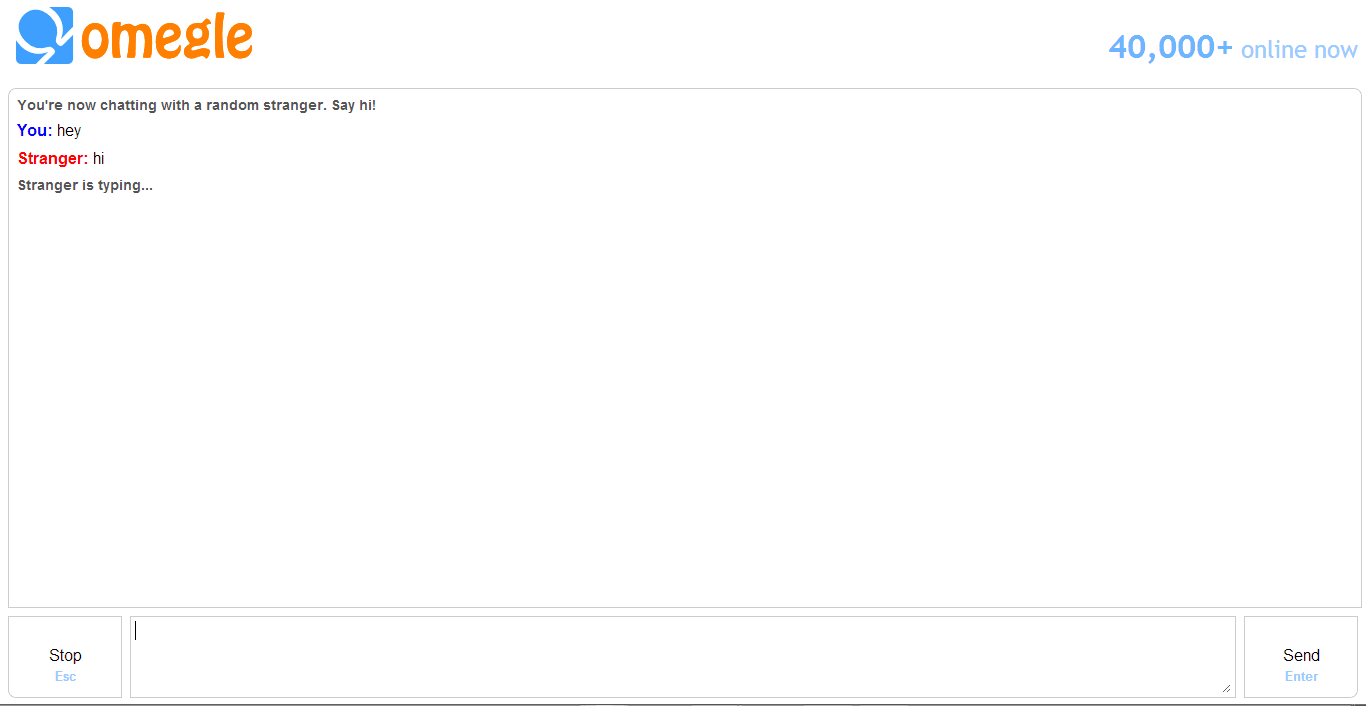 omegle
40,000+ online now
You're now chatting with a random stranger. Say hi!
You: hey
Stranger: hi
Stranger is typing...
Stop
Esc
Send
Enter